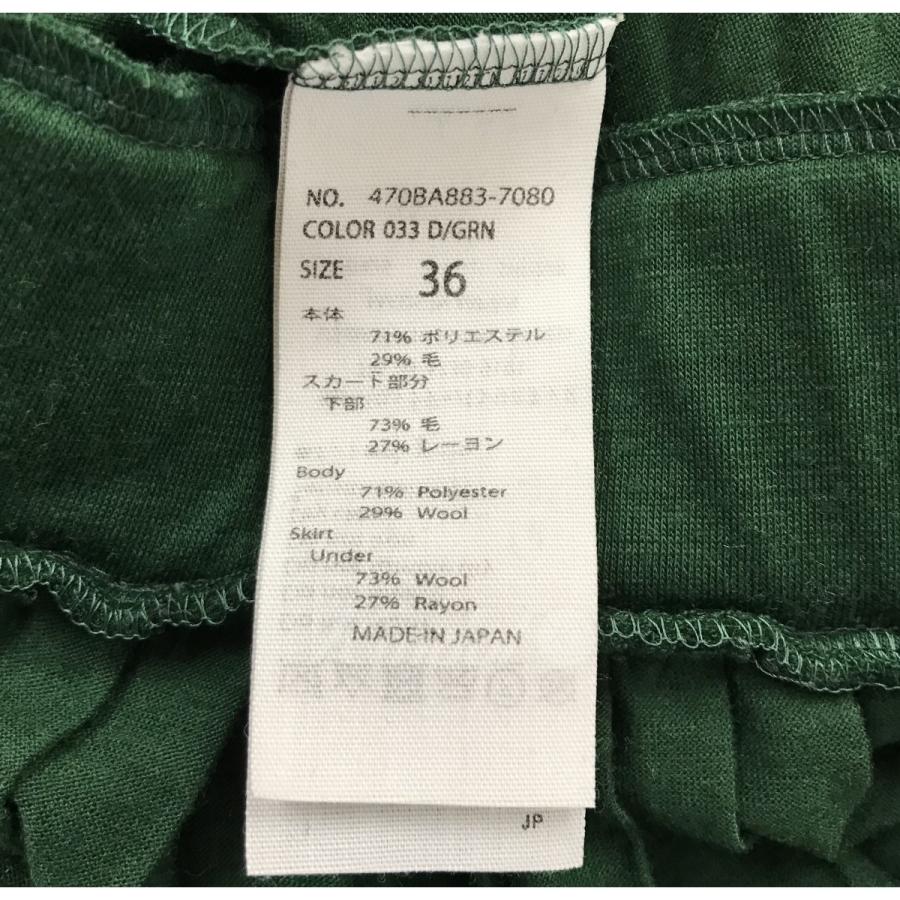 NO. 470BA883-7080
COLOR 033 D/GRN
SIZE 36
本体
71% ポリエステル
29% 毛
スカート部分
下部
73% 毛
27% レーヨン
Body
71% Polyester
29% Wool
Skirt
Under
73% Wool
27% Rayon
MADE-IN JAPAN
JP